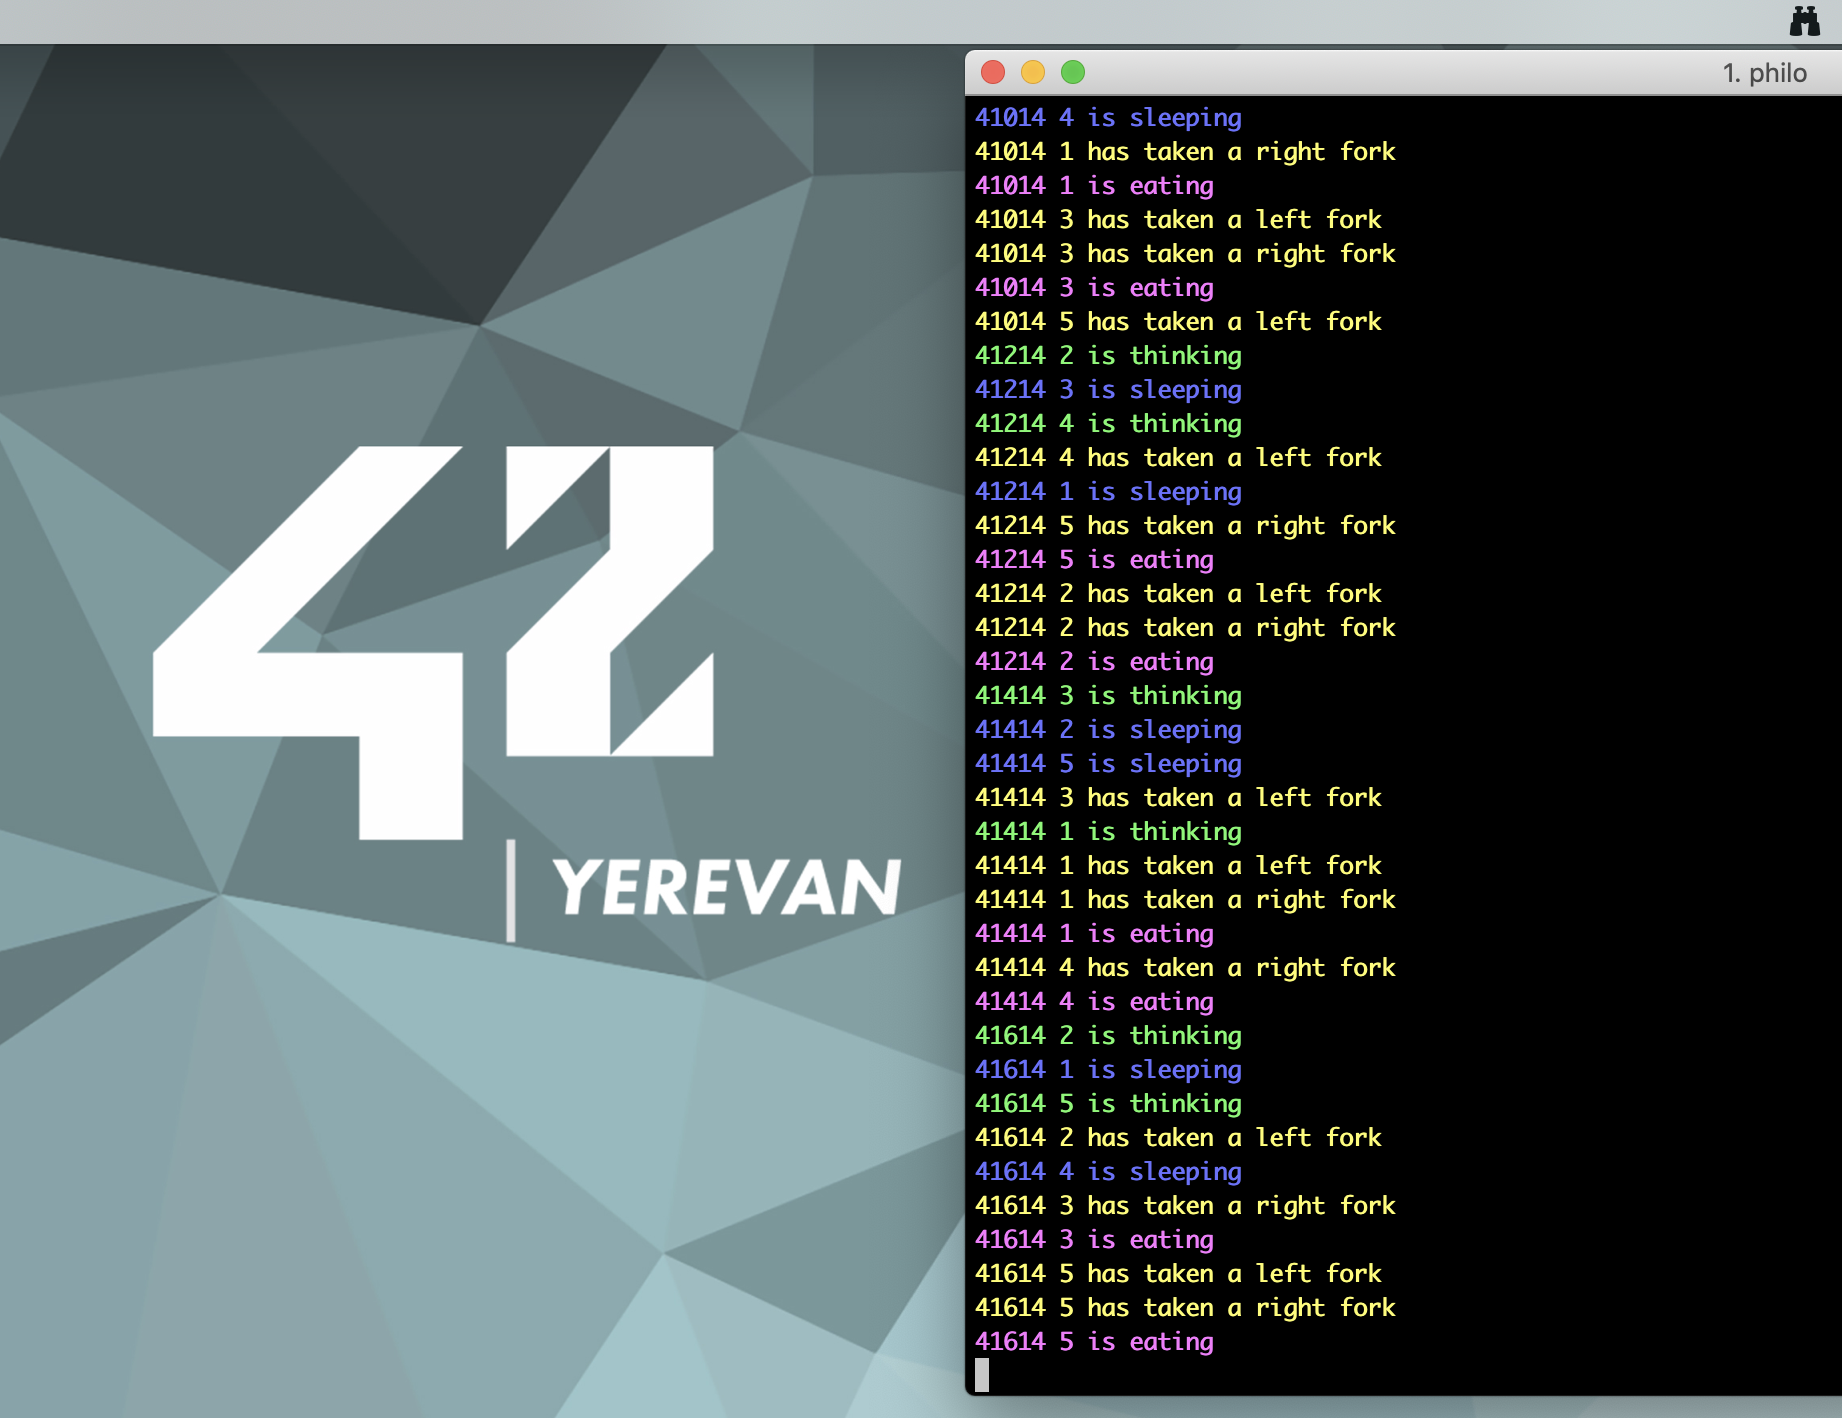 42
YEREVAN
1. philo
41014 4 is sleeping
41014 1 has taken a right fork
41014 1 is eating
41014 3 has taken a left fork
41014 3 has taken a right fork
41014 3 is eating
41014 5 has taken a left fork
41214 2 is thinking
41214 3 is sleeping
41214 4 is thinking
41214 4 has taken a left fork
41214 1 is sleeping
41214 5 has taken a right fork
41214 5 is eating
41214 2 has taken a left fork
41214 2 has taken a right fork
41214 2 is eating
41414 3 is thinking
41414 2 is sleeping
41414 5 is sleeping
41414 3 has taken a left fork
41414 1 is thinking
41414 1 has taken a left fork
41414 1 has taken a right fork
41414 1 is eating
41414 4 has taken a right fork
41414 4 is eating
41614 2 is thinking
41614 1 is sleeping
41614 5 is thinking
41614 2 has taken a left fork
41614 4 is sleeping
41614 3 has taken a right fork
41614 3 is eating
41614 5 has taken a left fork
41614 5 has taken a right fork
41614 5 is eating